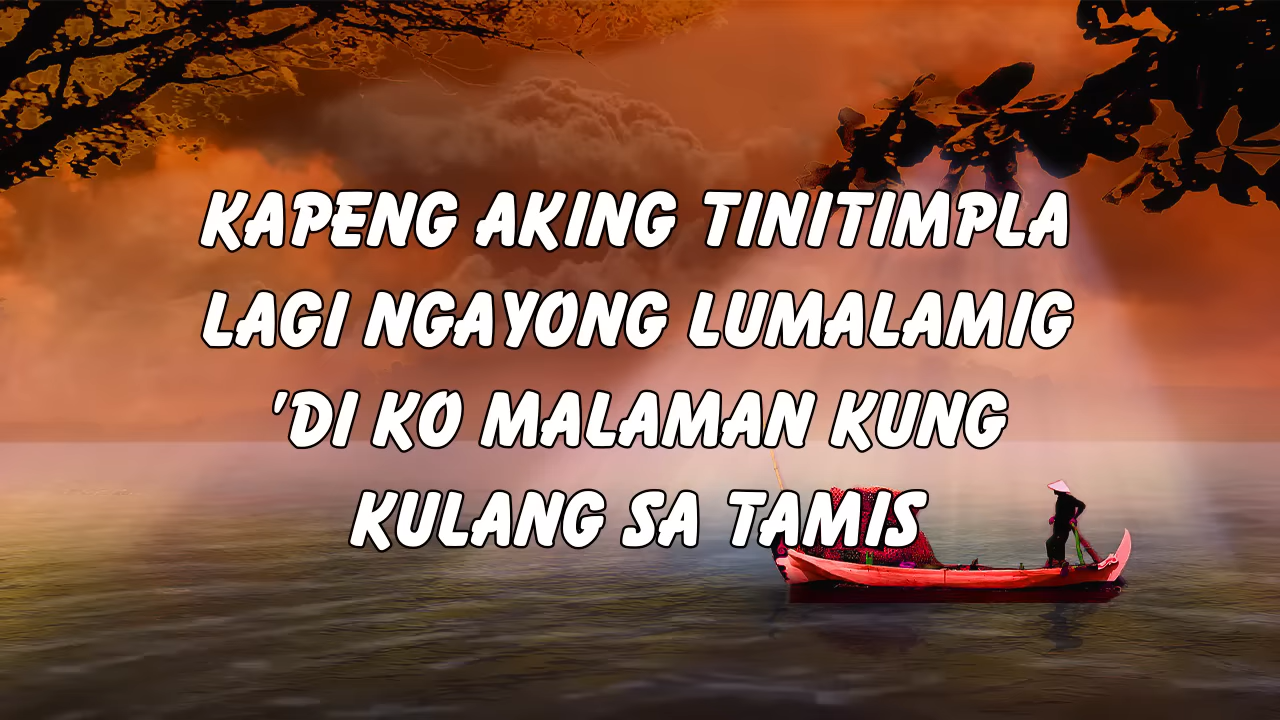 KAPENG AKING TINITIMPLA
LAGI NGAYONG LUMALAMIG
'DI KO MALAMAN KUNG
KULANG SA TAMIS